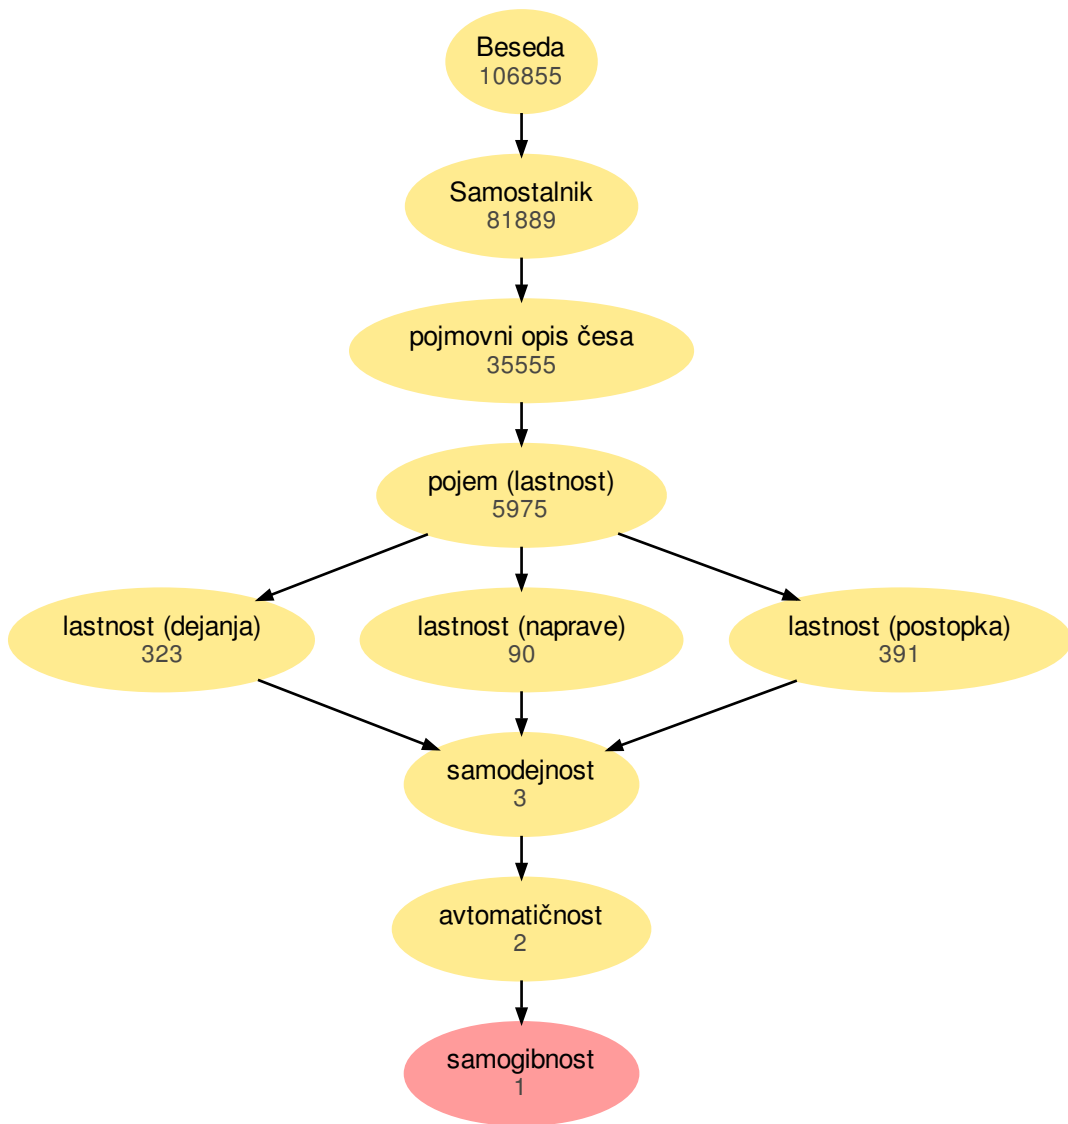 Beseda
106855
Samostalnik
81889
pojmovni opis česa
35555
pojem (lastnost)
5975
lastnost (dejanja)
323
lastnost (naprave)
90
lastnost (postopka)
391
samodejnost
3
avtomatičnost
2
samogibnost
1